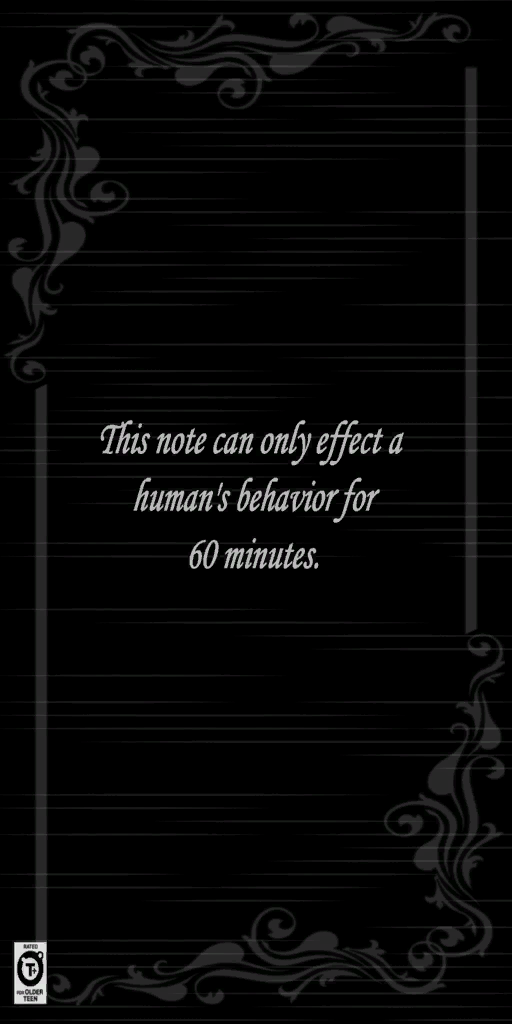 This note can only effect a
human's behavior for
60 minutes.
RATED
T+
FOR OLDER
TEEN